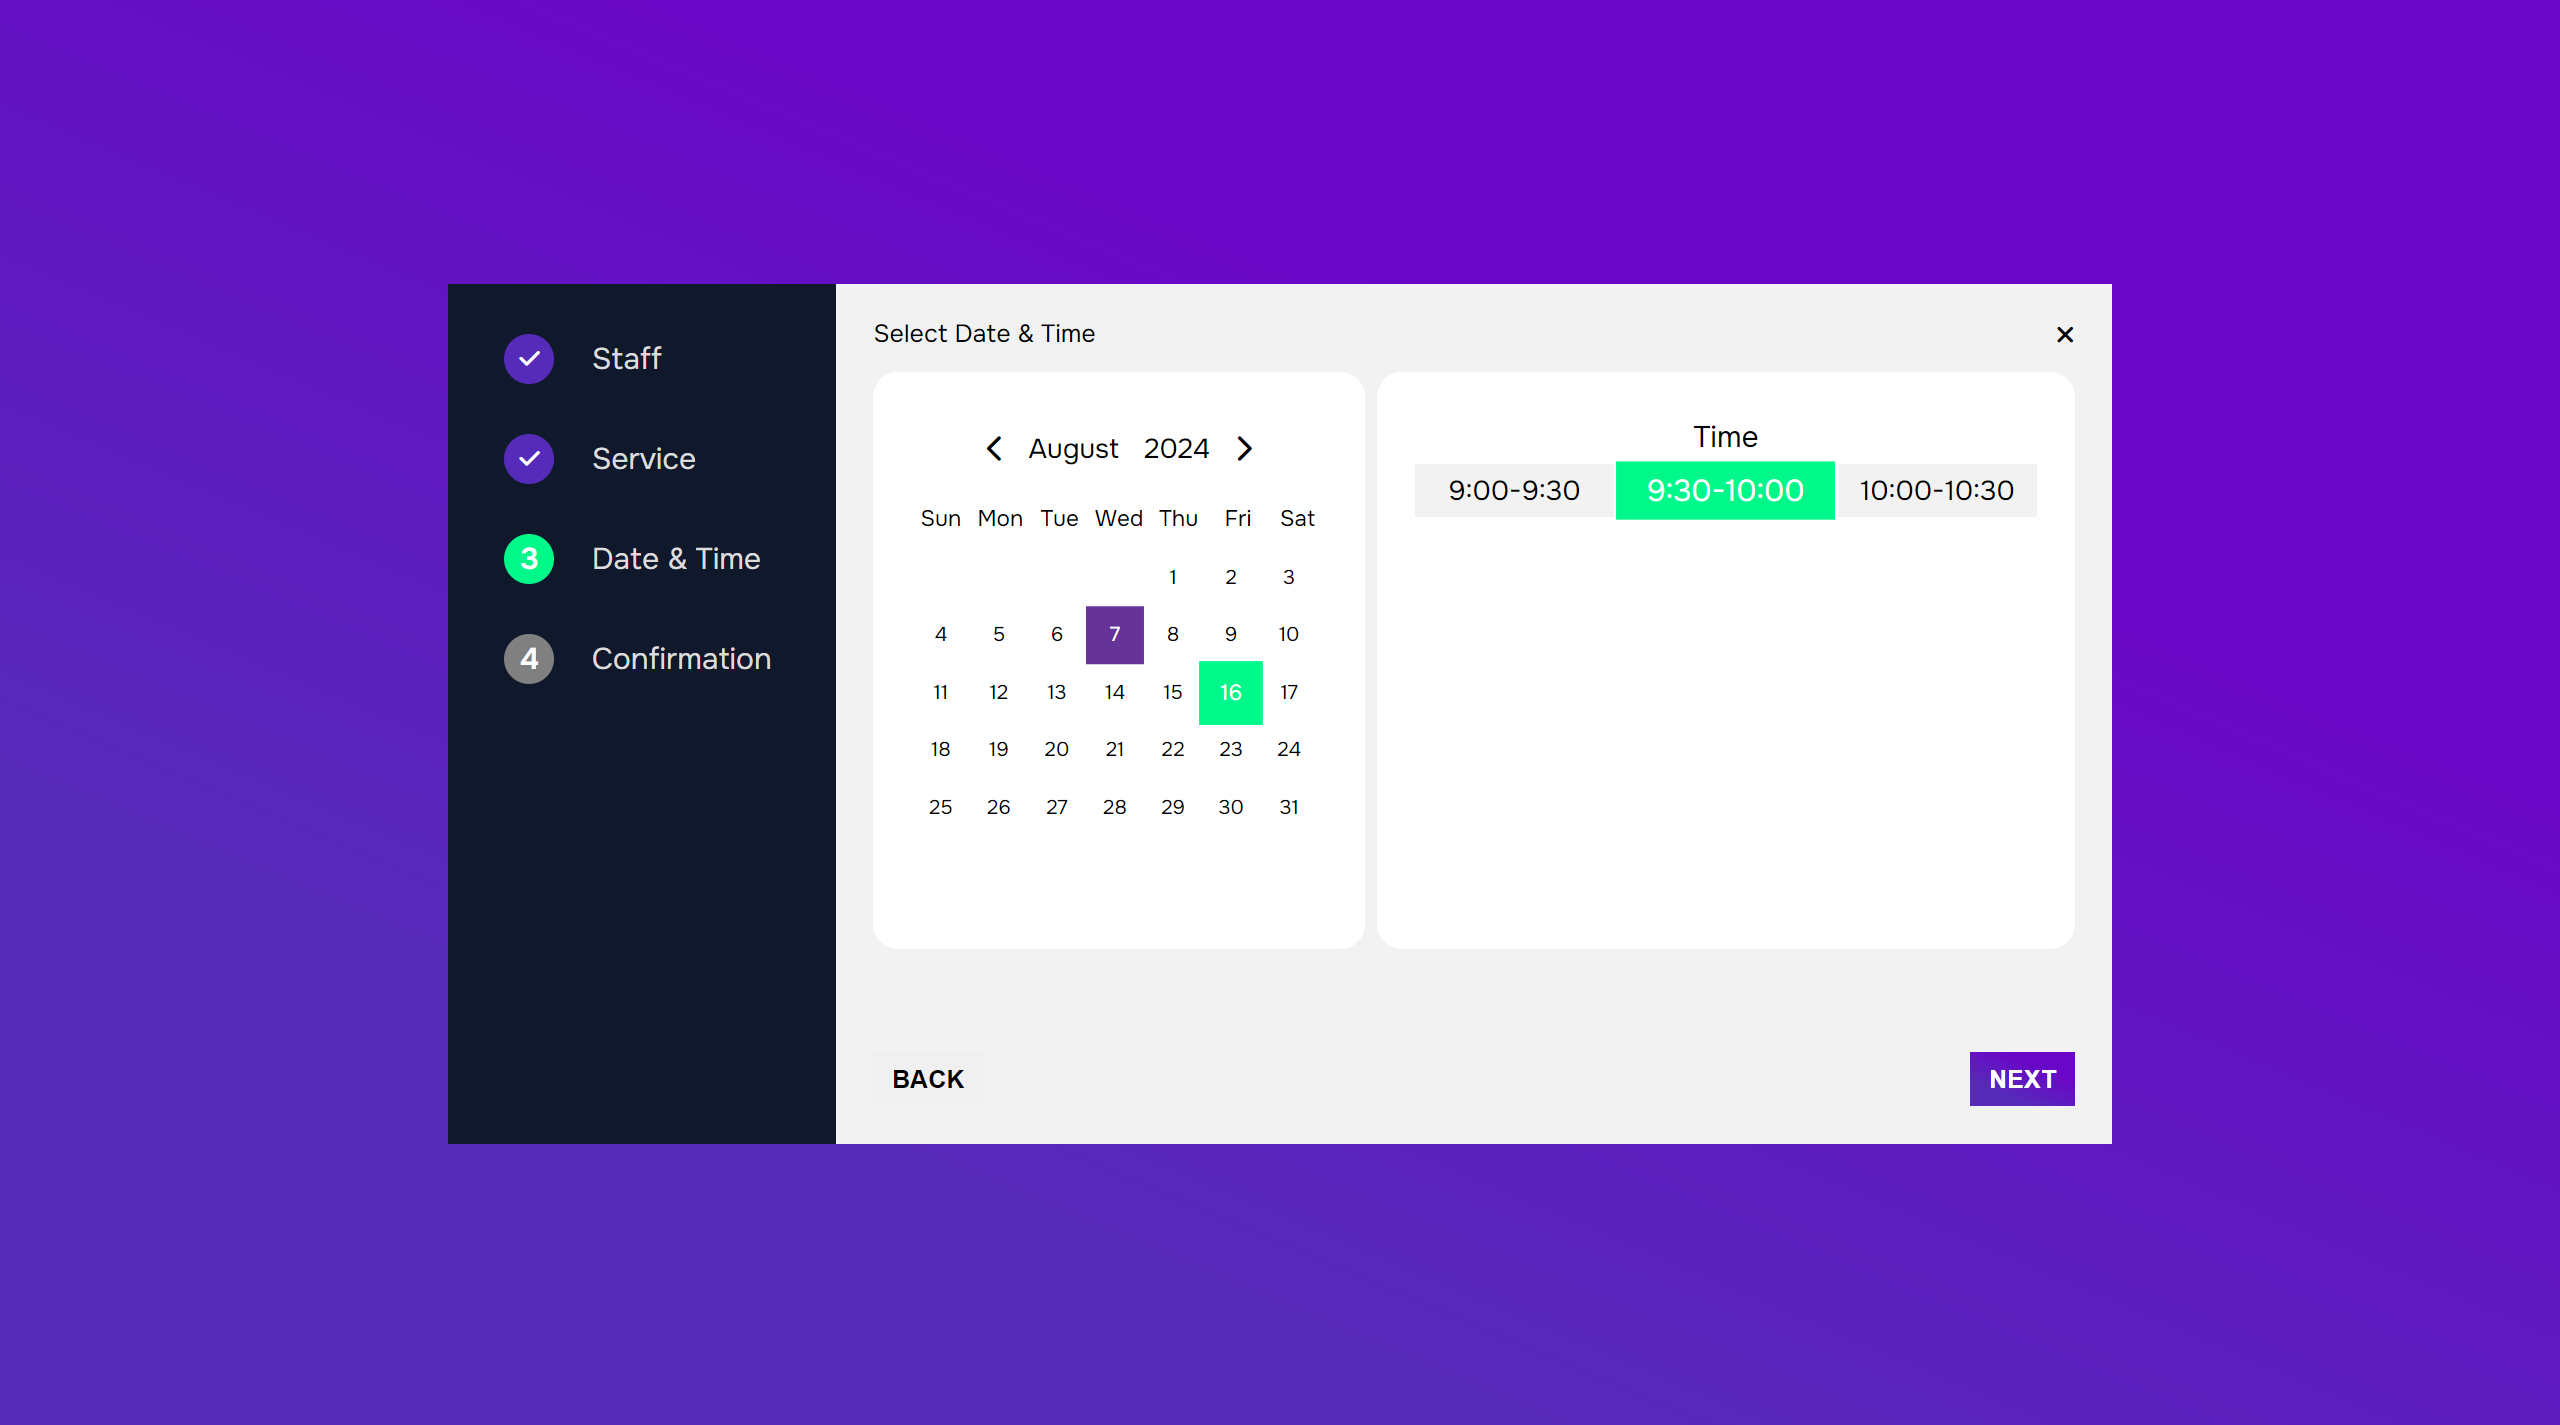 Staff
Service
3 Date & Time
4 Confirmation
Select Date & Time
August 2024
Sun Mon Tue Wed Thu Fri Sat
1 2 3
4 5 6 7 8 9 10
11 12 13 14 15 16 17
18 19 20 21 22 23 24
25 26 27 28 29 30 31
Time
9:00-9:30 9:30-10:00 10:00-10:30
BACK
NEXT